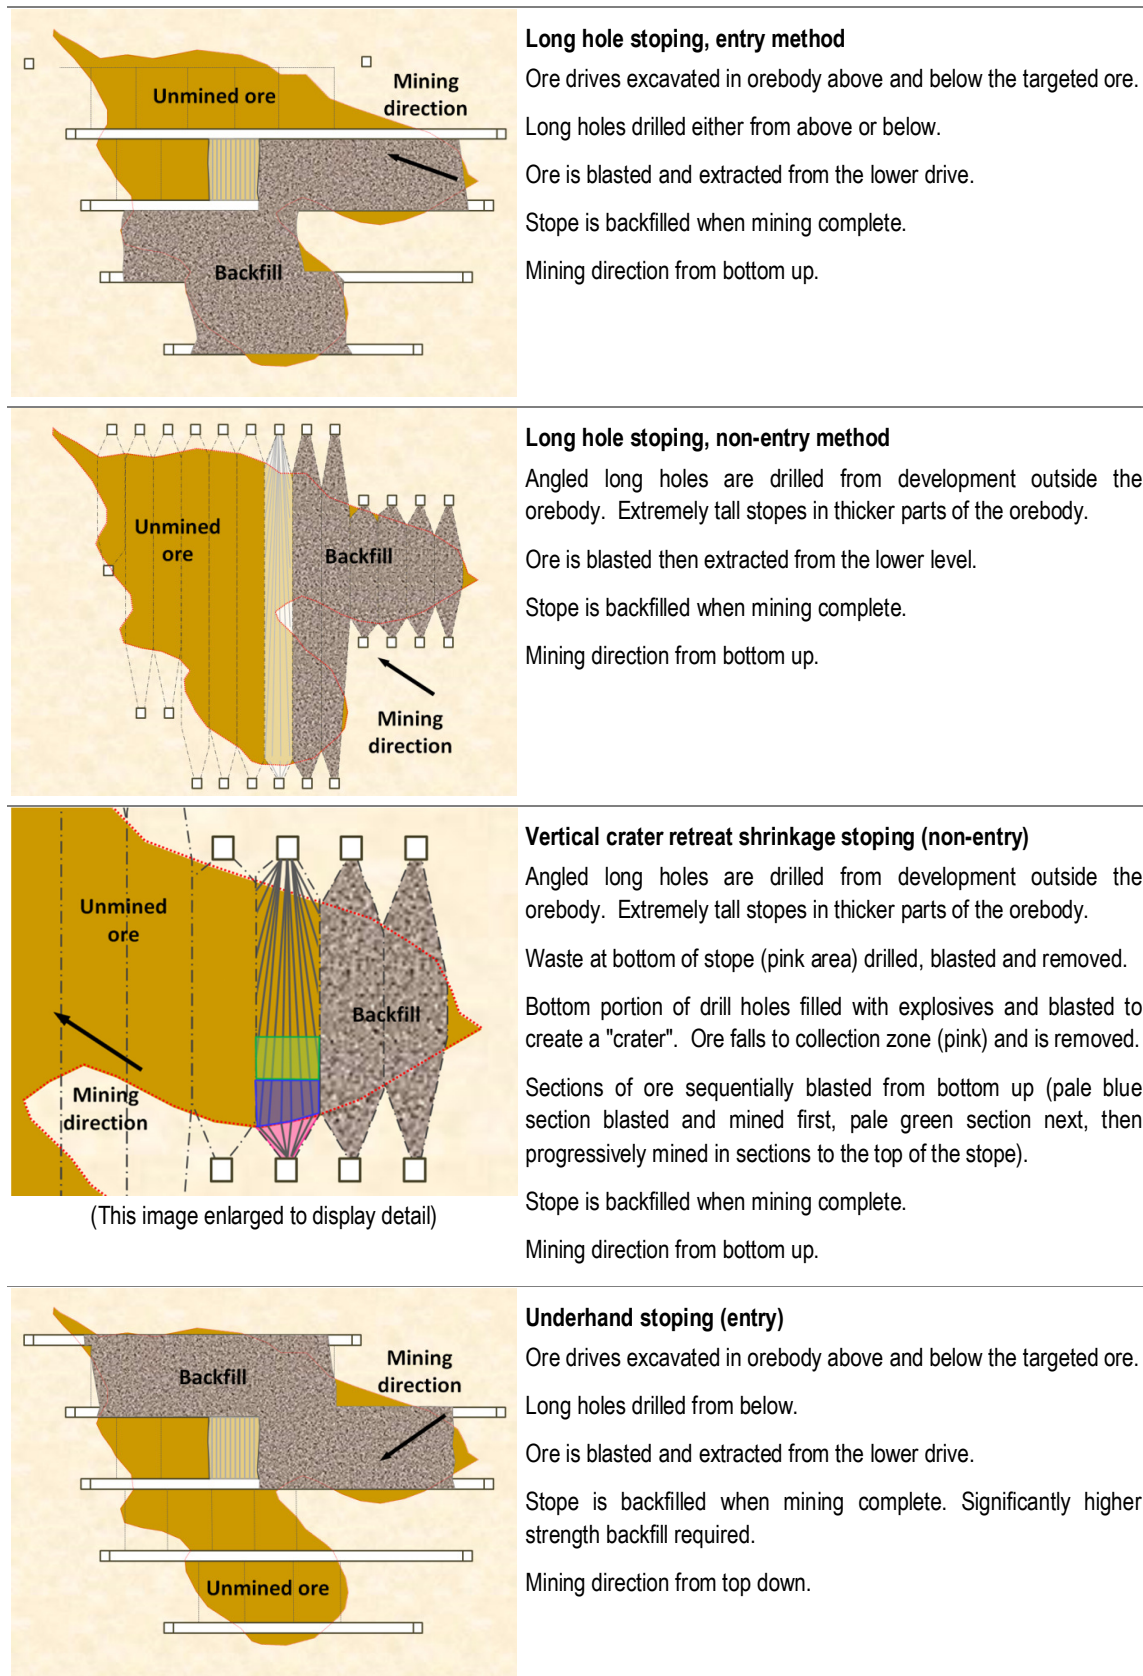 Unmined ore
Mining
direction
Backfill
Long hole stoping, entry method
Ore drives excavated in orebody above and below the targeted ore.
Long holes drilled either from above or below.
Ore is blasted and extracted from the lower drive.
Stope is backfilled when mining complete.
Mining direction from bottom up.
Unmined
ore
Backfill
Mining
direction
Long hole stoping, non-entry method
Angled long holes are drilled from development outside the
orebody. Extremely tall stopes in thicker parts of the orebody.
Ore is blasted then extracted from the lower level.
Stope is backfilled when mining complete.
Mining direction from bottom up.
Unmined
ore
Backfill
Mining
direction
(This image enlarged to display detail)
Vertical crater retreat shrinkage stoping (non-entry)
Angled long holes are drilled from development outside the
orebody. Extremely tall stopes in thicker parts of the orebody.
Waste at bottom of stope (pink area) drilled, blasted and removed.
Bottom portion of drill holes filled with explosives and blasted to
create a "crater". Ore falls to collection zone (pink) and is removed.
Sections of ore sequentially blasted from bottom up (pale blue
section blasted and mined first, pale green section next, then
progressively mined in sections to the top of the stope).
Stope is backfilled when mining complete.
Mining direction from bottom up.
Backfill
Mining
direction
Unmined ore
Underhand stoping (entry)
Ore drives excavated in orebody above and below the targeted ore.
Long holes drilled from below.
Ore is blasted and extracted from the lower drive.
Stope is backfilled when mining complete. Significantly higher
strength backfill required.
Mining direction from top down.